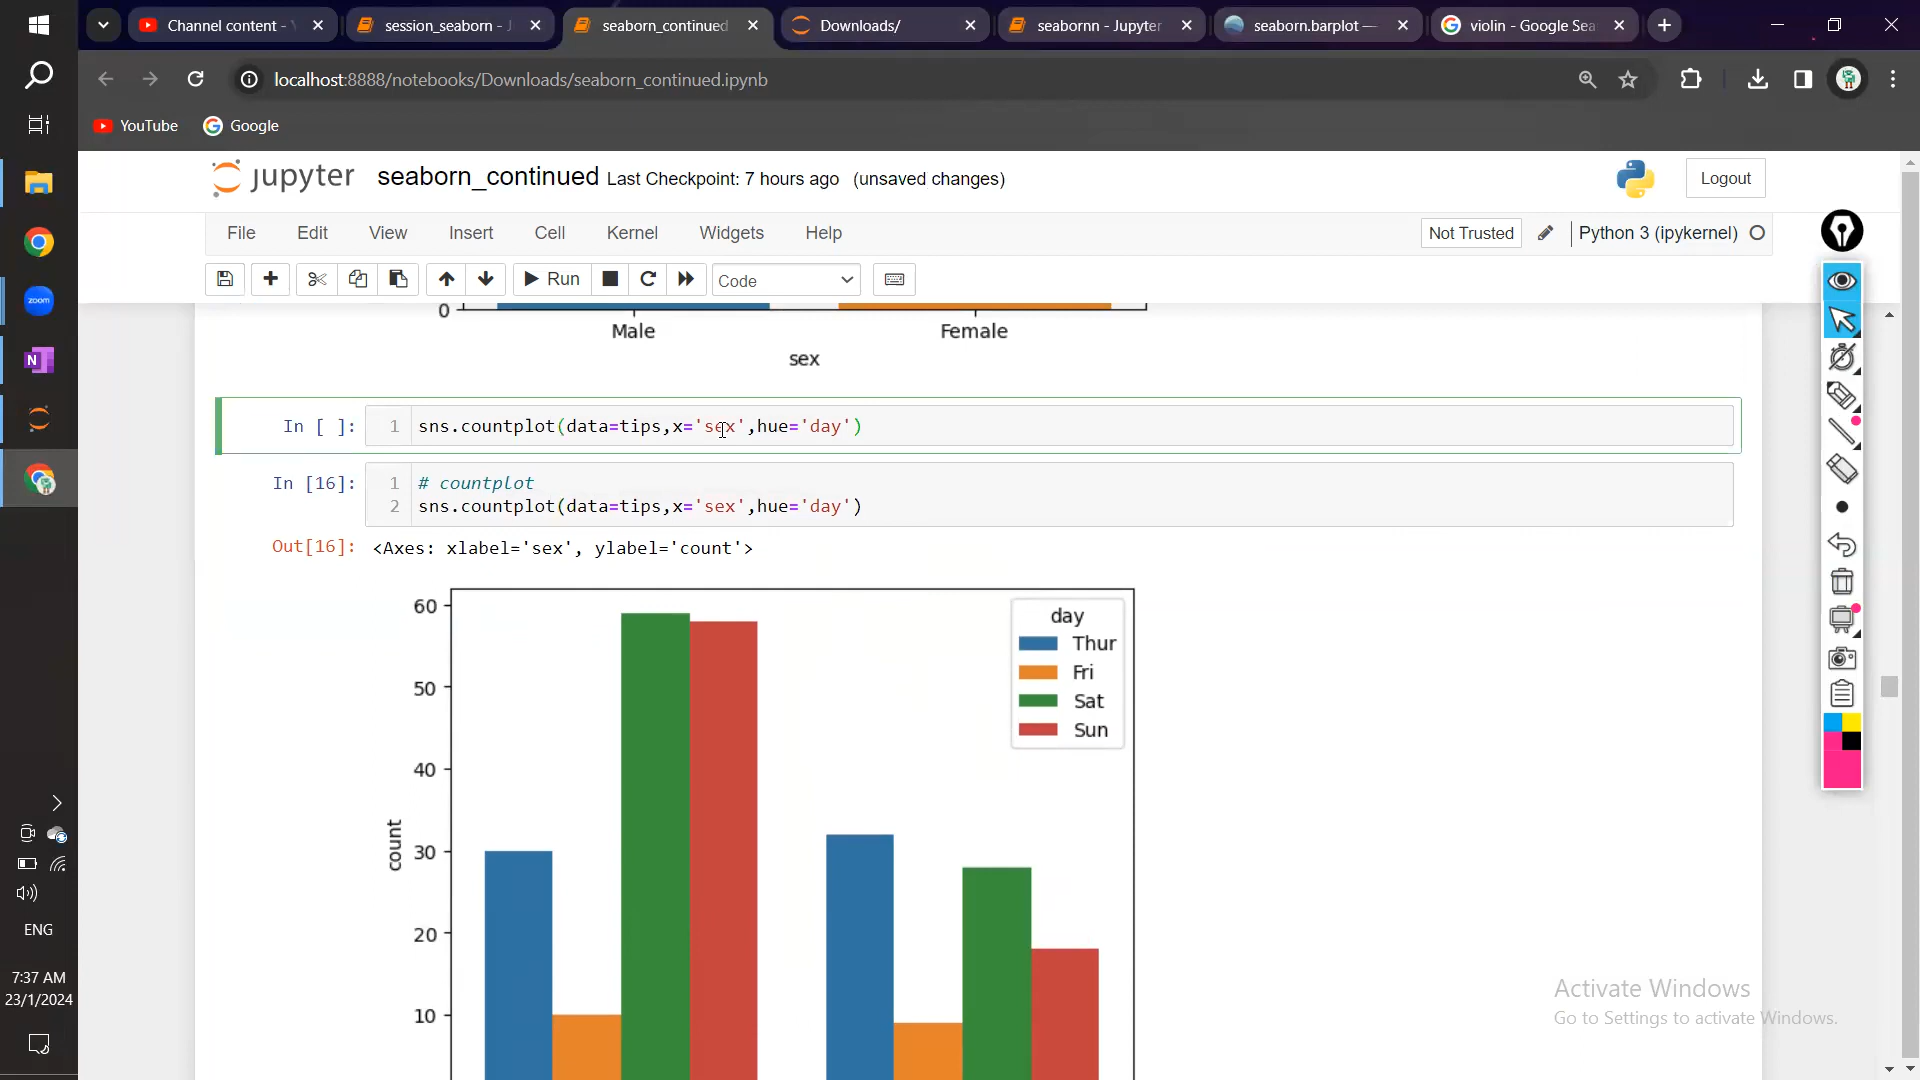 Channel content -
session_seaborn - J
seaborn_continued
Downloads/
seabornn - Jupyter
seaborn.barplot —
violin - Google Sea
localhost:8888/notebooks/Downloads/seaborn_continued.ipynb
YouTube
Google
jupyter
seaborn_continued Last Checkpoint: 7 hours ago (unsaved changes)
Logout
File Edit View Insert Cell Kernel Widgets Help
Not Trusted
Python 3 (ipykernel)
Run
Code
zoom
N
0
Male
Female
sex
In [ ]: 1 sns.countplot(data=tips,x='sex',hue='day')
In [16]: 1 # countplot
2 sns.countplot(data=tips,x='sex',hue='day')
Out[16]: <Axes: xlabel='sex', ylabel='count'>
60
50
40
30
20
10
count
day
Thur
Fri
Sat
Sun
ENG
7:37 AM
23/1/2024
Activate Windows
Go to Settings to activate Windows.